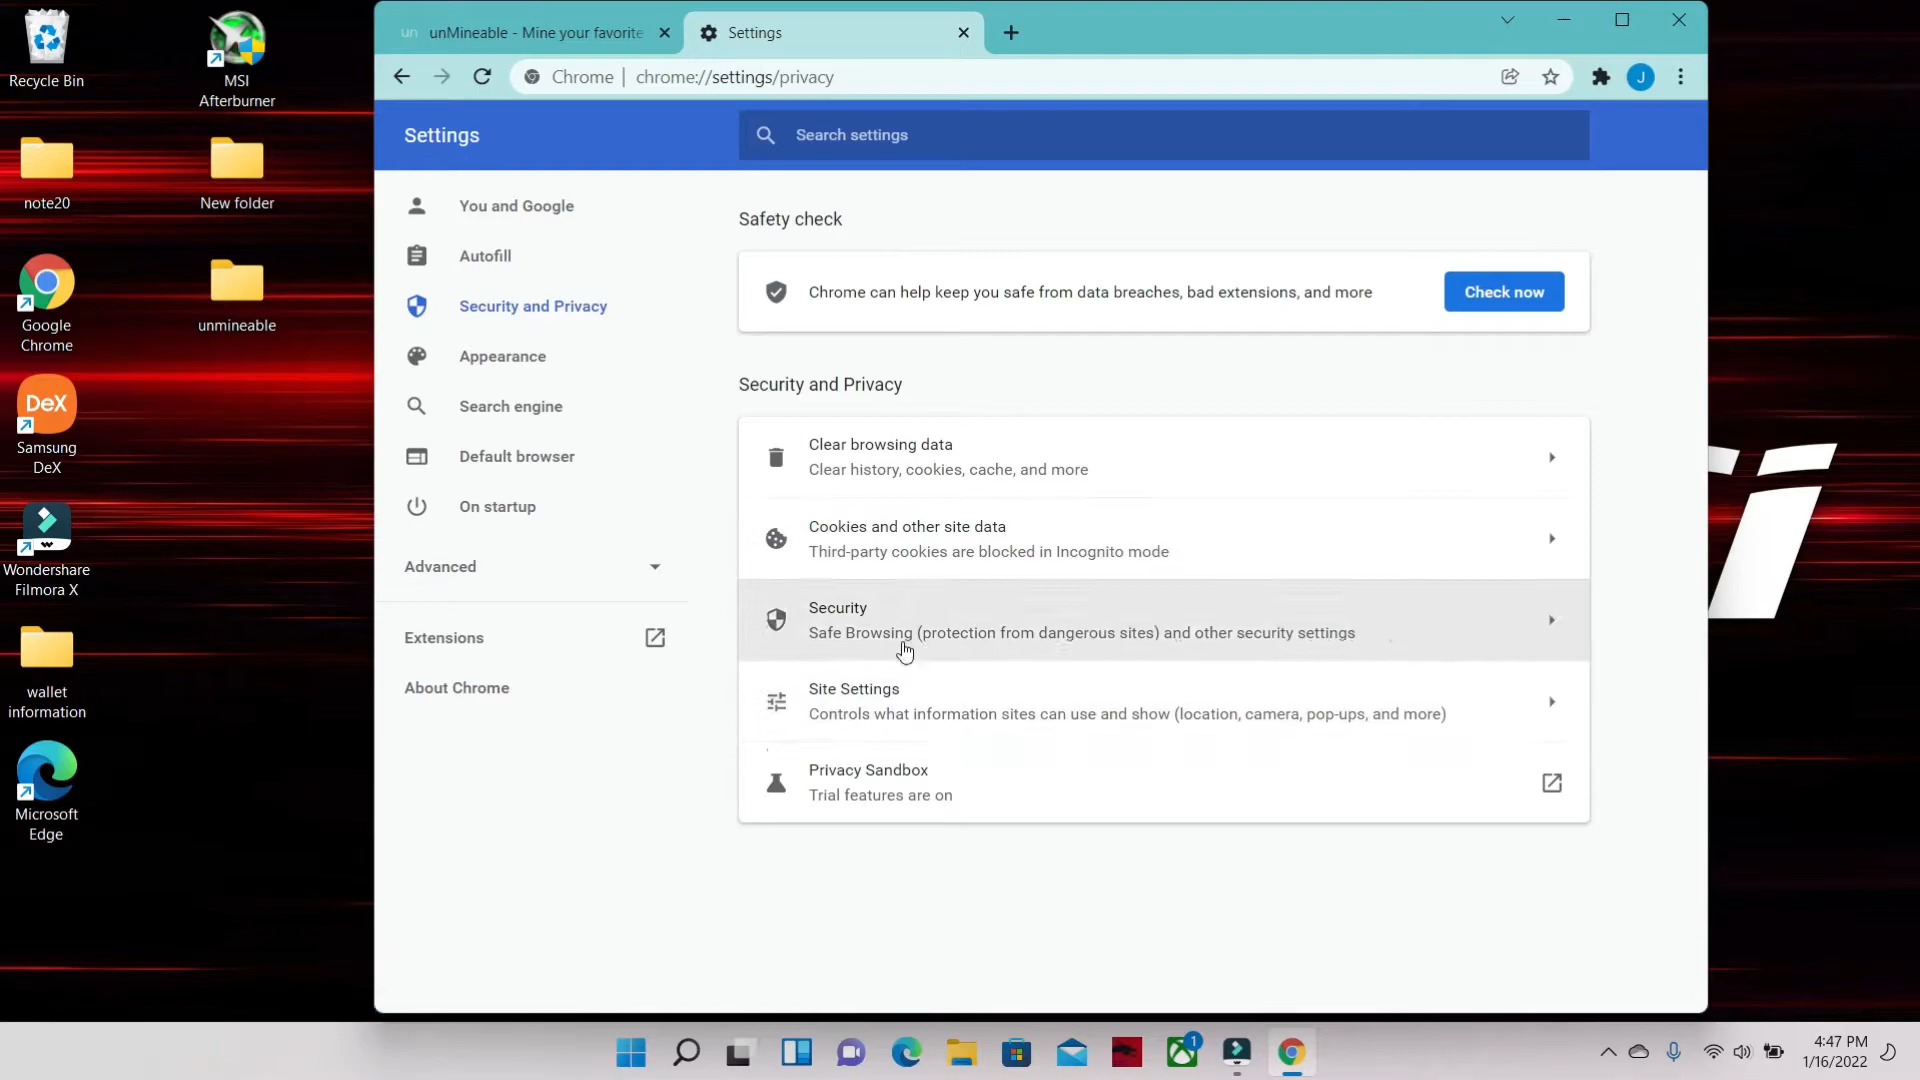 Recycle Bin
MSI
Afterburner
note20
New folder
Google
Chrome
unmineable
DeX
Samsung
DeX
Wondershare
Filmora X
wallet
information
Microsoft
Edge
un unMineable - Mine your favorite
Settings
Chrome | chrome://settings/privacy
J
Settings
Search settings
You and Google
Autofill
Security and Privacy
Appearance
Search engine
Default browser
On startup
Advanced
Extensions
About Chrome
Safety check
Chrome can help keep you safe from data breaches, bad extensions, and more
Check now
Security and Privacy
Clear browsing data
Clear history, cookies, cache, and more
Cookies and other site data
Third-party cookies are blocked in Incognito mode
Security
Safe Browsing (protection from dangerous sites) and other security settings
Site Settings
Controls what information sites can use and show (location, camera, pop-ups, and more)
Privacy Sandbox
Trial features are on
1
4:47 PM
1/16/2022